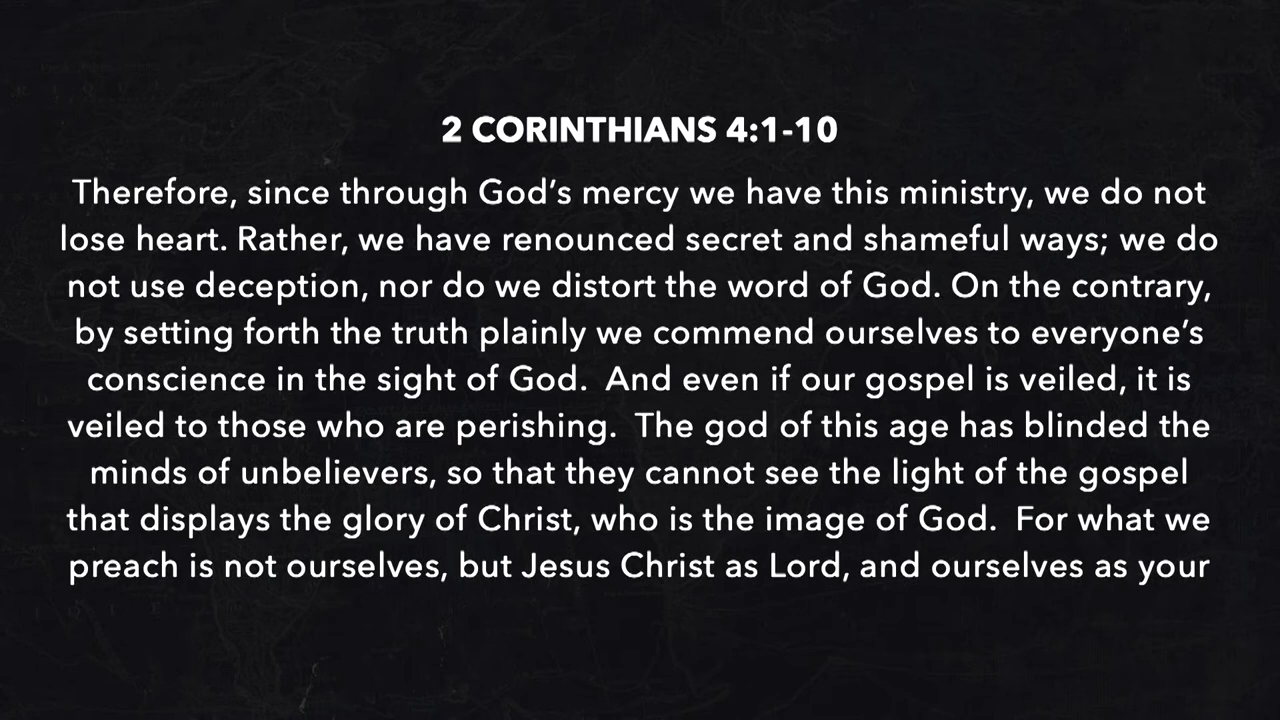 2 CORINTHIANS 4:1-10
Therefore, since through God’s mercy we have this ministry, we do not
lose heart. Rather, we have renounced secret and shameful ways; we do
not use deception, nor do we distort the word of God. On the contrary,
by setting forth the truth plainly we commend ourselves to everyone’s
conscience in the sight of God.  And even if our gospel is veiled, it is
veiled to those who are perishing.  The god of this age has blinded the
minds of unbelievers, so that they cannot see the light of the gospel
that displays the glory of Christ, who is the image of God.  For what we
preach is not ourselves, but Jesus Christ as Lord, and ourselves as your